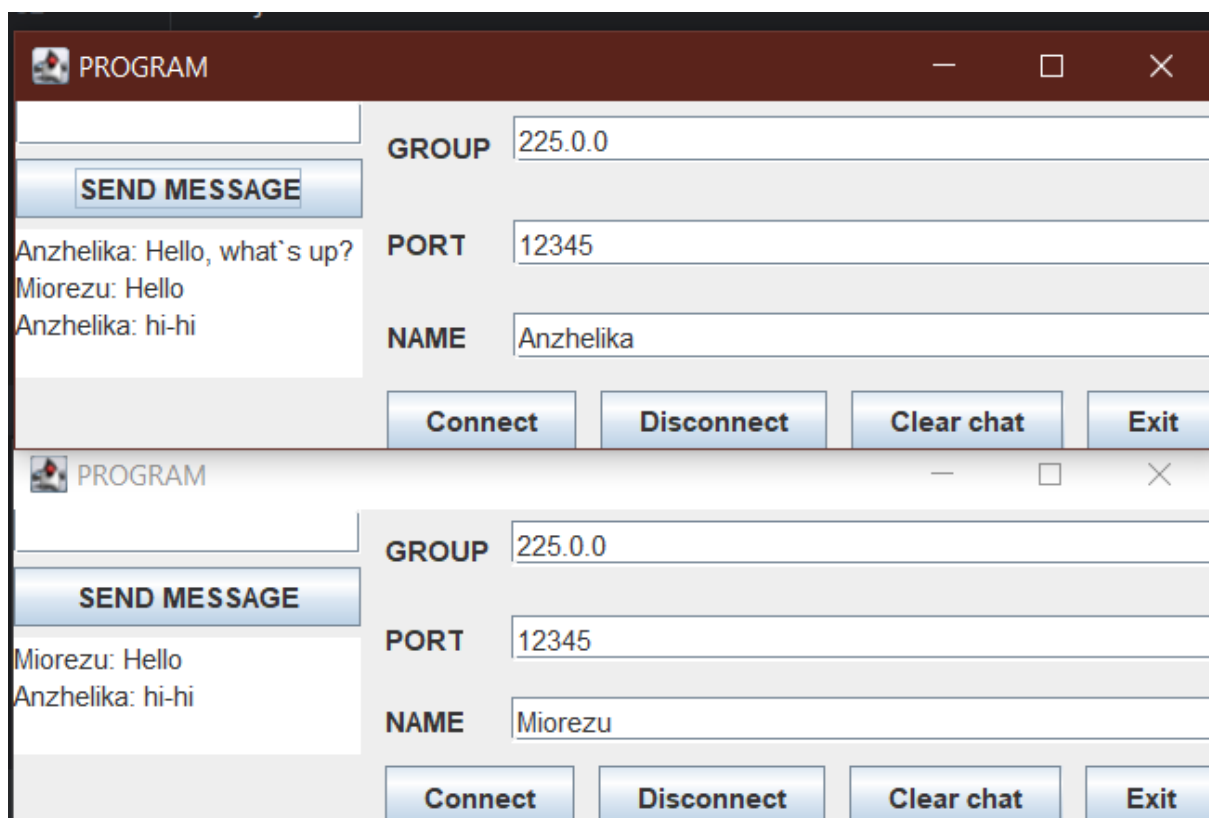 PROGRAM
GROUP 225.0.0
SEND MESSAGE
Anzhelika: Hello, what`s up?
Miorezu: Hello
Anzhelika: hi-hi
PORT 12345
NAME Anzhelika
Connect Disconnect Clear chat Exit
PROGRAM
GROUP 225.0.0
SEND MESSAGE
Miorezu: Hello
Anzhelika: hi-hi
PORT 12345
NAME Miorezu
Connect Disconnect Clear chat Exit